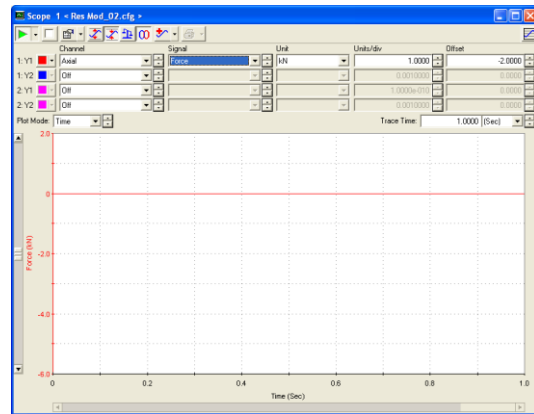 Scope 1 < Res Mod_02.cfg >
Channel Signal Unit Units/div Offset
1: Y1 Axial Force kN 1.0000 -2.0000
1: Y2 Off 0.0010000 0.0000
2: Y1 Off 1.0000e-010 0.0000
2: Y2 Off 0.0010000 0.0000
Plot Mode: Time Trace Time: 1.0000 (Sec)
2.0
0
-2.0
-4.0
-6.0
Force (kN)
0 0.2 0.4 0.6 0.8 1.0
Time (Sec)